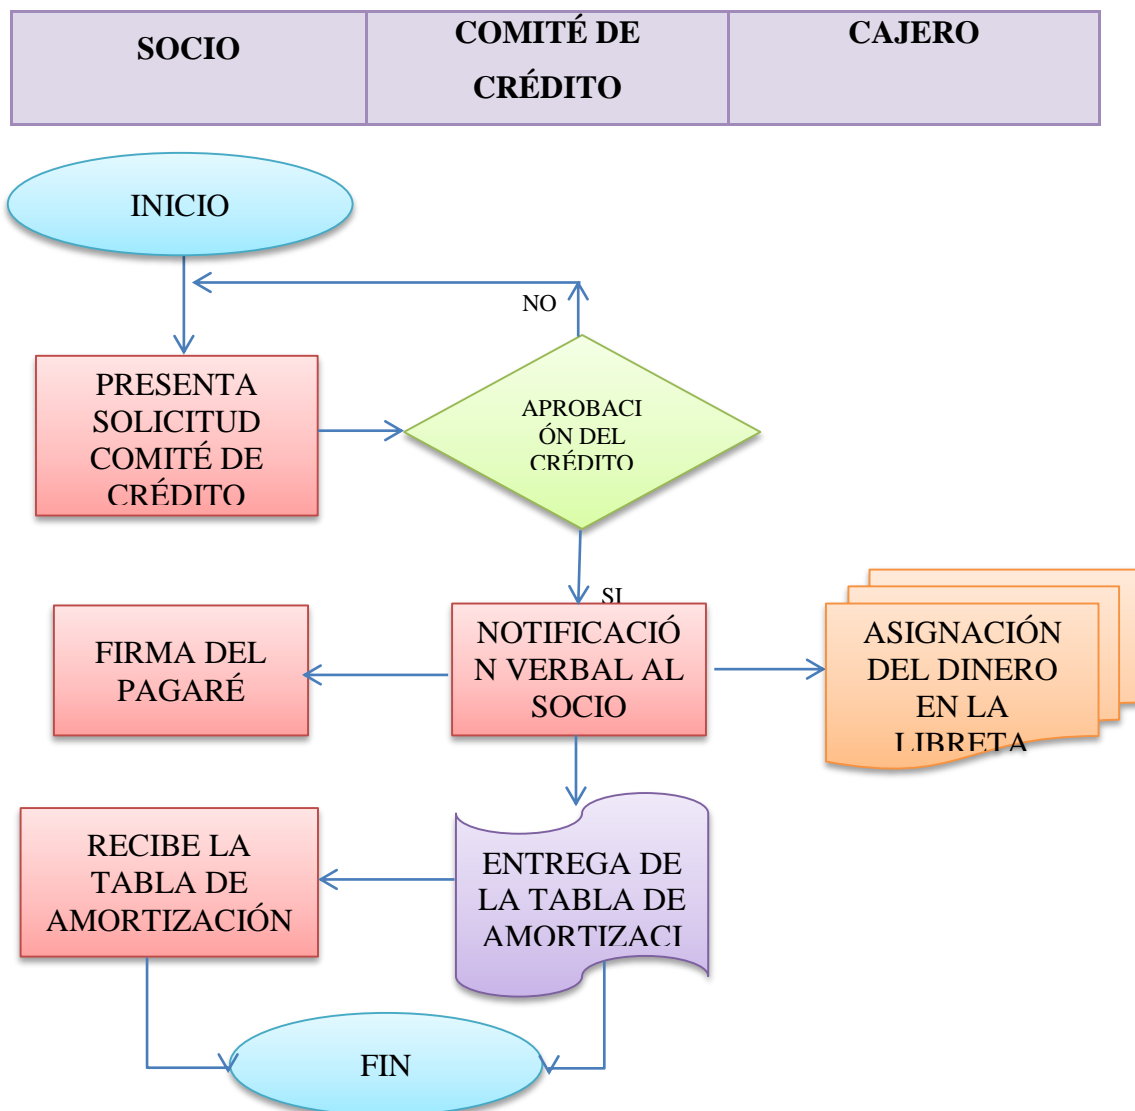 SOCIO
COMITÉ DE
CRÉDITO
CAJERO
INICIO
NO
PRESENTA
SOLICITUD
COMITÉ DE
CRÉDITO
APROBACI
ÓN DEL
CRÉDITO
SI
FIRMA DEL
PAGARÉ
NOTIFICACIÓ
N VERBAL AL
SOCIO
ASIGNACIÓN
DEL DINERO
EN LA
LIBRETA
RECIBE LA
TABLA DE
AMORTIZACIÓN
ENTREGA DE
LA TABLA DE
AMORTIZACI
FIN